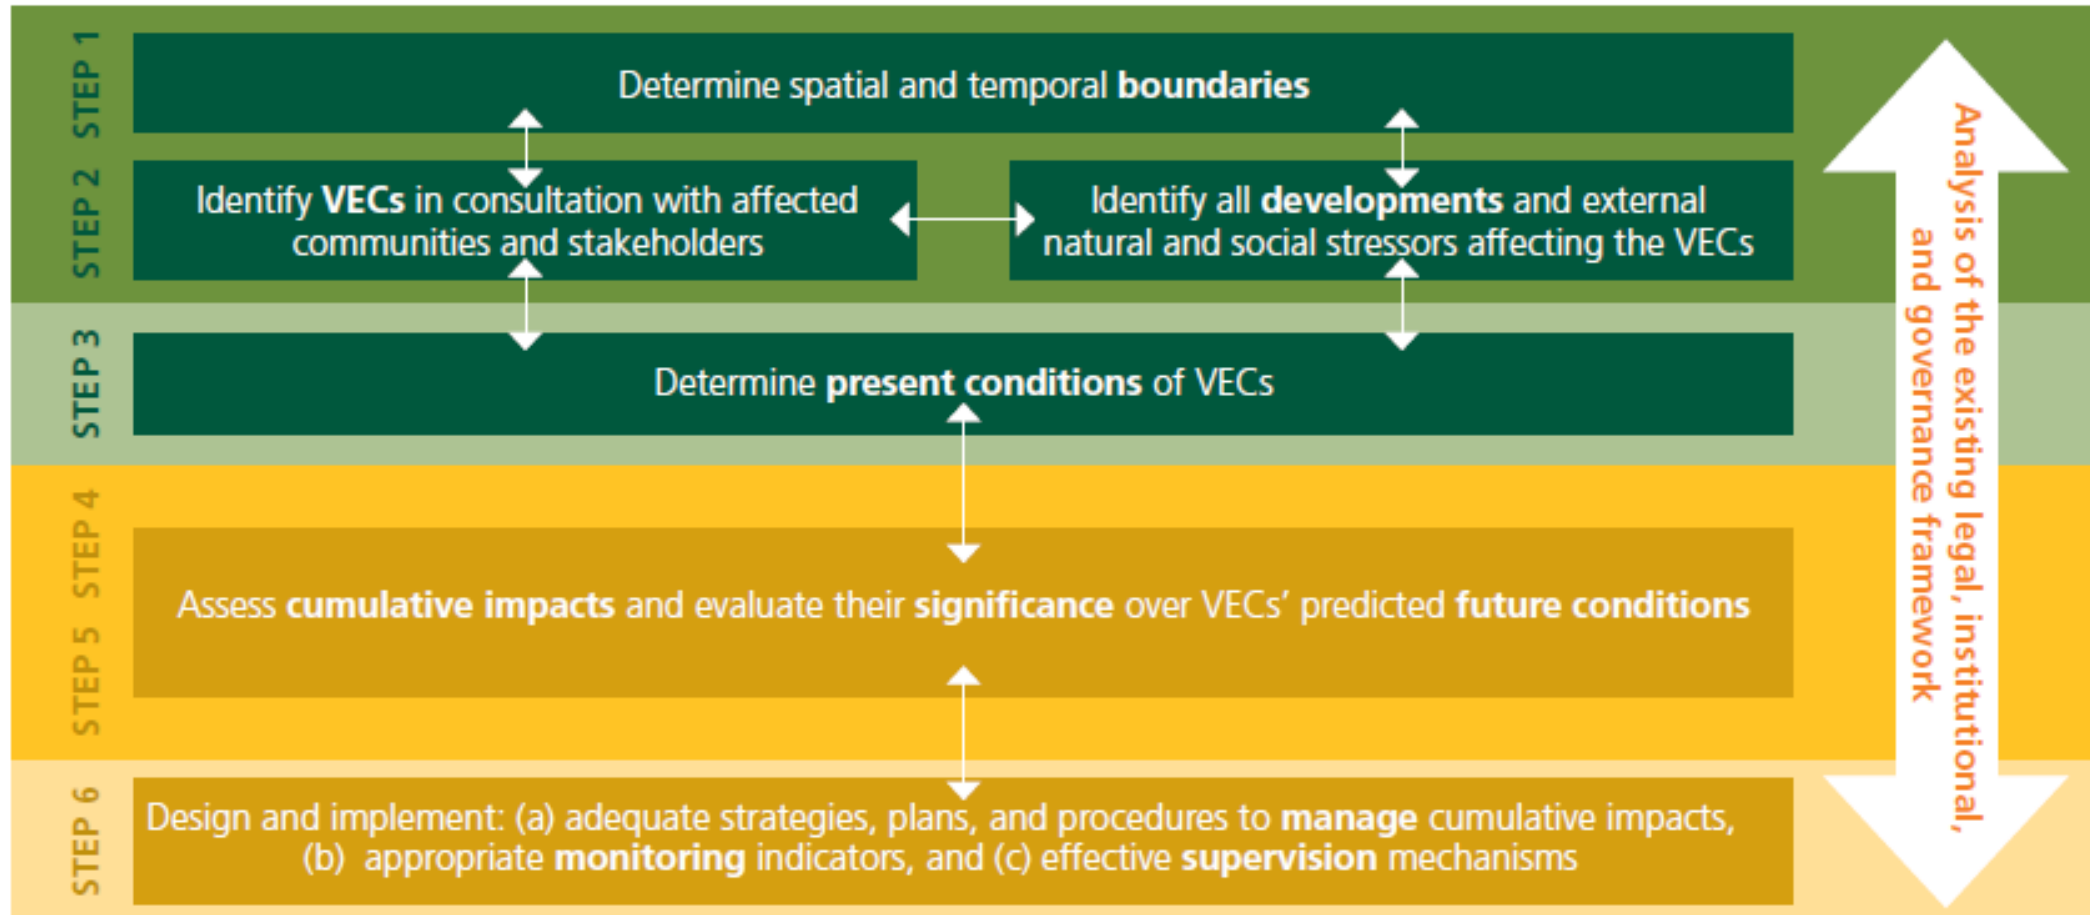 STEP 1
Determine spatial and temporal boundaries
STEP 2
Identify VECs in consultation with affected
communities and stakeholders
Identify all developments and external
natural and social stressors affecting the VECs
STEP 3
Determine present conditions of VECs
STEP 4
STEP 5
Assess cumulative impacts and evaluate their significance over VECs’ predicted future conditions
STEP 6
Design and implement: (a) adequate strategies, plans, and procedures to manage cumulative impacts,
(b) appropriate monitoring indicators, and (c) effective supervision mechanisms
Analysis of the existing legal, institutional,
and governance framework